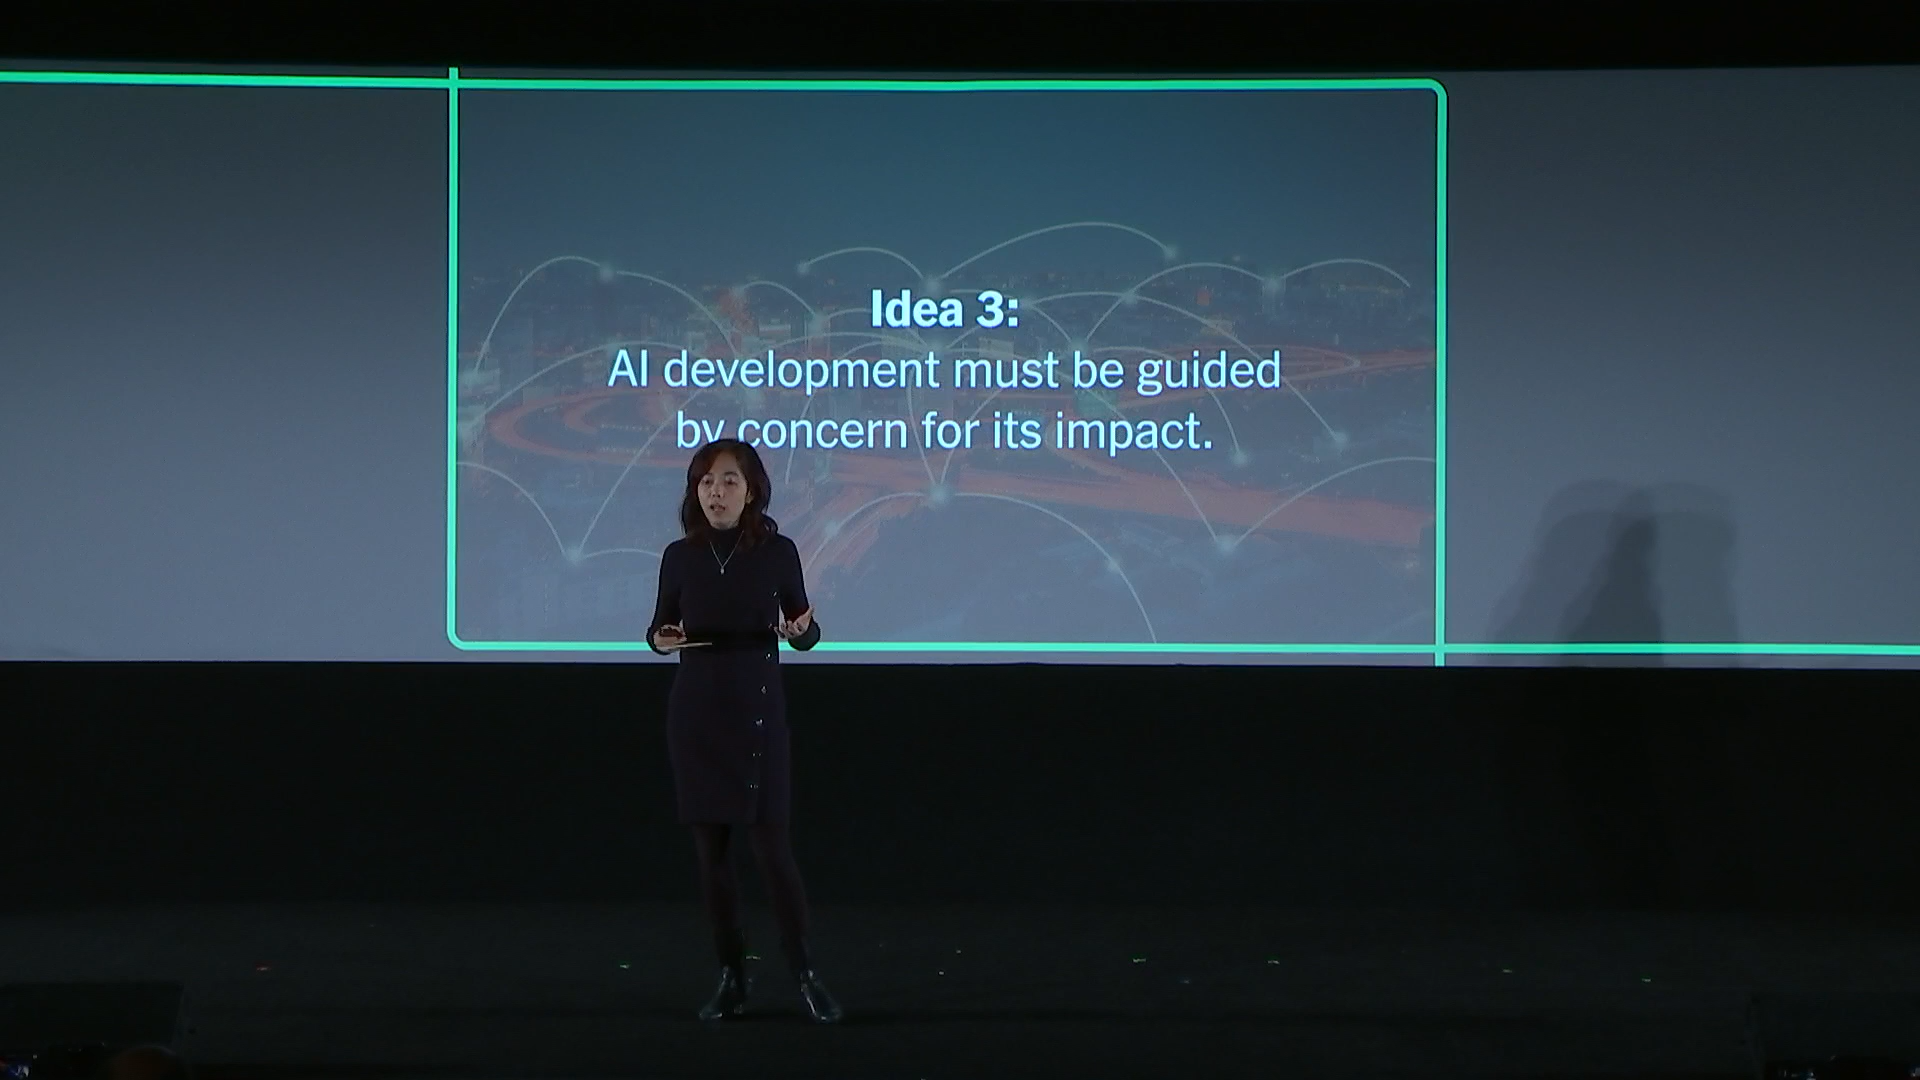 Idea 3:
AI development must be guided
by concern for its impact.